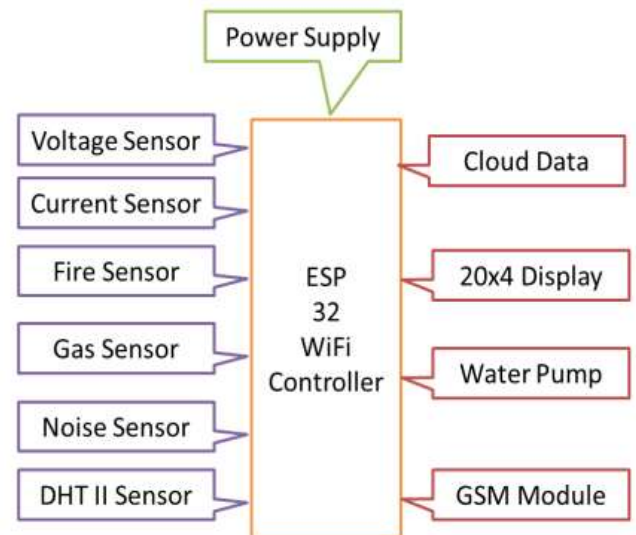 Power Supply
Voltage Sensor
Current Sensor
Fire Sensor
Gas Sensor
Noise Sensor
DHT II Sensor
ESP
32
WiFi
Controller
Cloud Data
20x4 Display
Water Pump
GSM Module